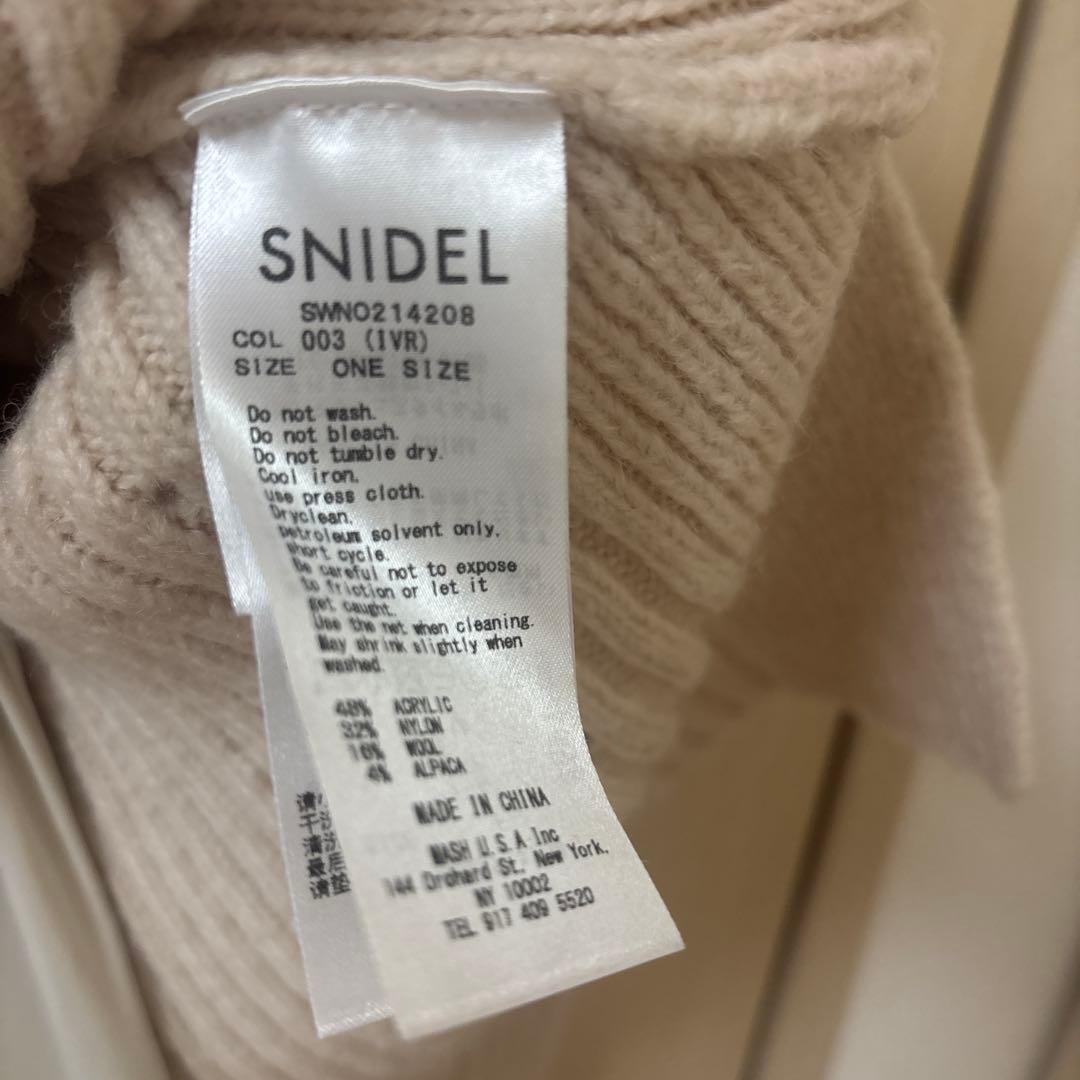 SNIDEL
SWNO214208
COL 003 (IVR)
SIZE ONE SIZE
Do not wash.
Do not bleach.
Do not tumble dry.
Cool iron.
use press cloth.
Dryclean.
petroleum solvent only.
short cycle.
Be careful not to expose
to friction or let it
get caught.
Use the net when cleaning.
May shrink slightly when
washed.
48% ACRYLIC
32% NYLON
16% WOOL
4% ALPACA
MADE IN CHINA
MASH U.S.A Inc
144 Orchard St. New York.
NY 10002
TEL 917 409 5520